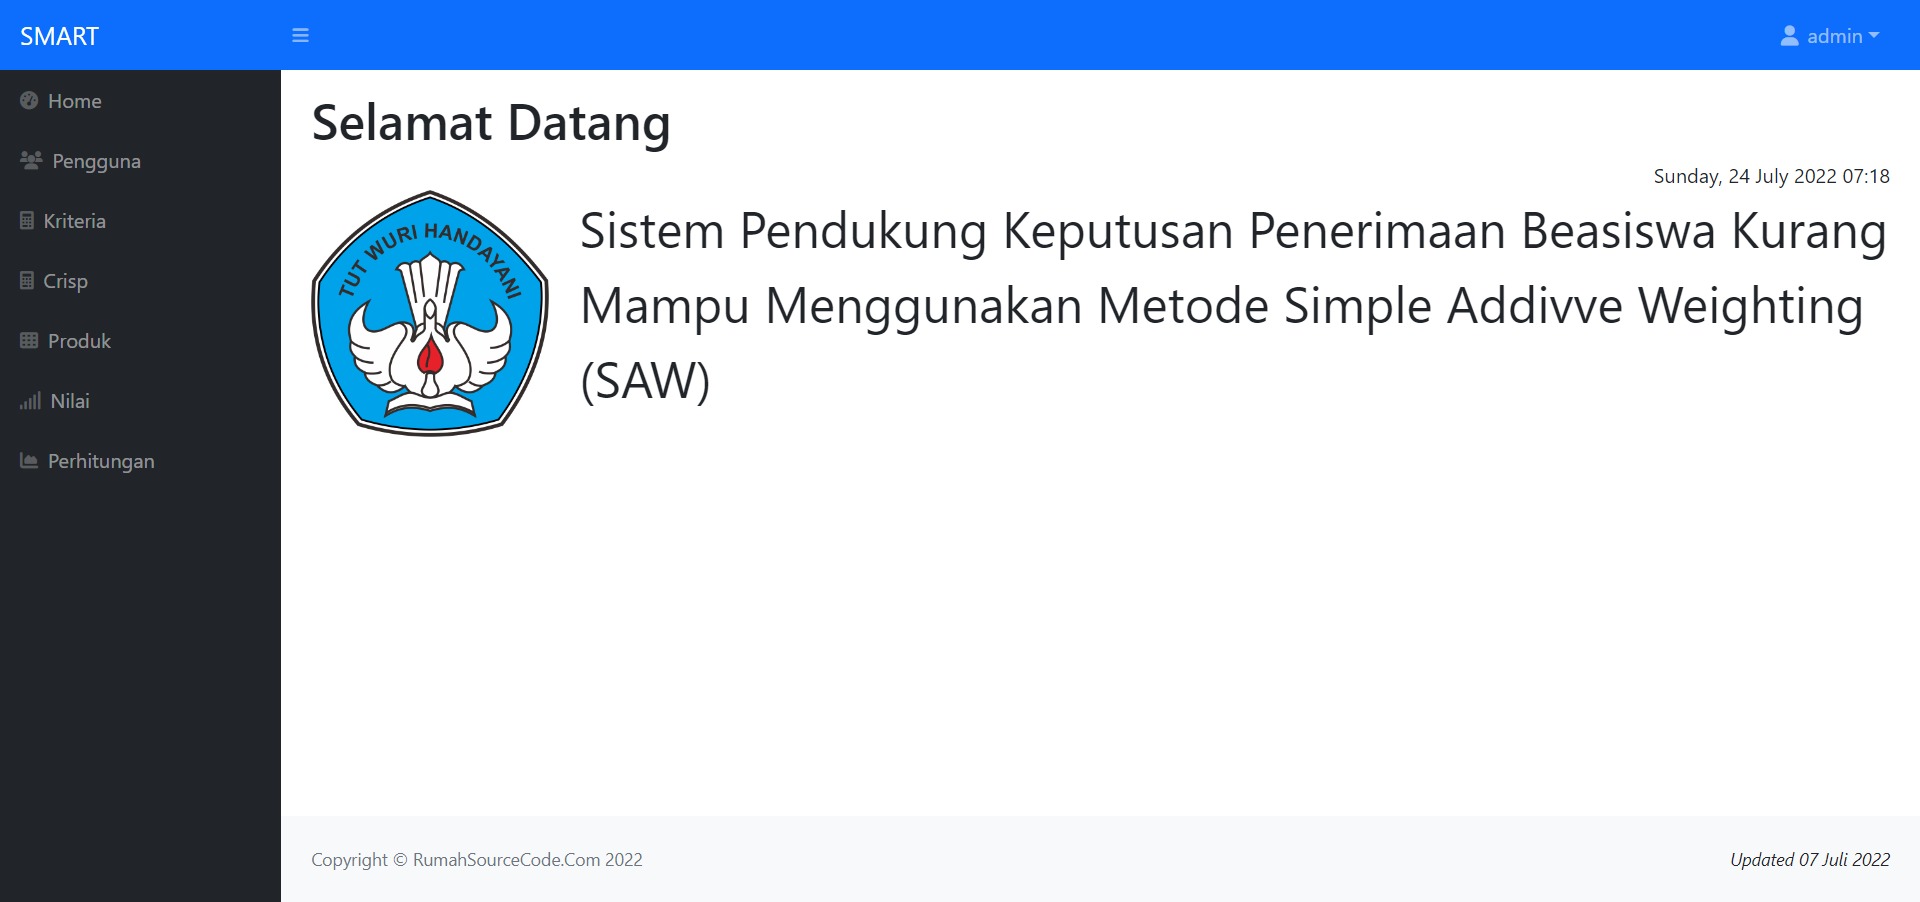 SMART
admin
Home
Pengguna
Kriteria
Crisp
Produk
Nilai
Perhitungan
Selamat Datang
Sunday, 24 July 2022 07:18
TUT WURI HANDAYANI
Sistem Pendukung Keputusan Penerimaan Beasiswa Kurang
Mampu Menggunakan Metode Simple Addivve Weighting
(SAW)
Copyright © RumahSourceCode.Com 2022
Updated 07 Juli 2022